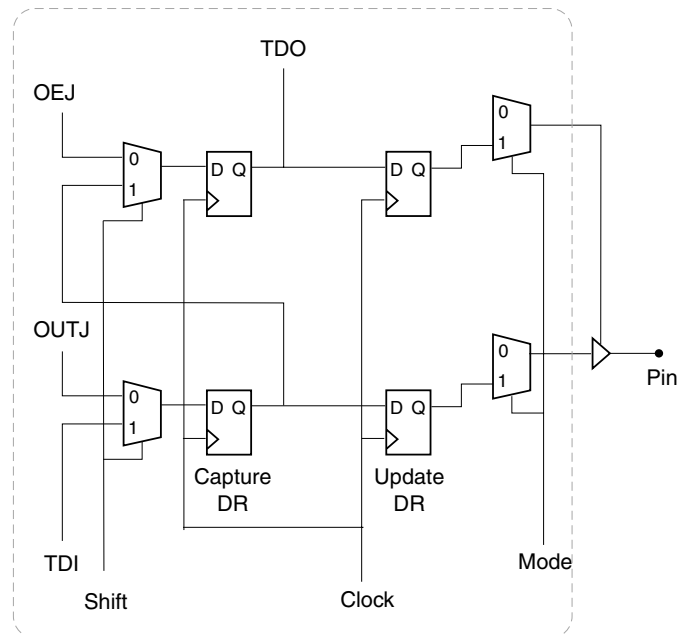 TDO
OEJ
0
1
0
1
D Q
D Q
OUTJ
0
1
0
1
D Q
D Q
Pin
Capture
DR
Update
DR
TDI
Shift
Clock
Mode